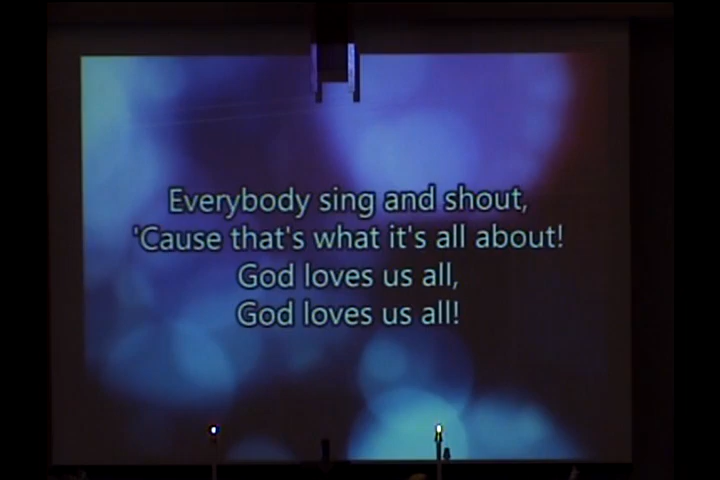 Everybody sing and shout,
'Cause that's what it's all about!
God loves us all,
God loves us all!